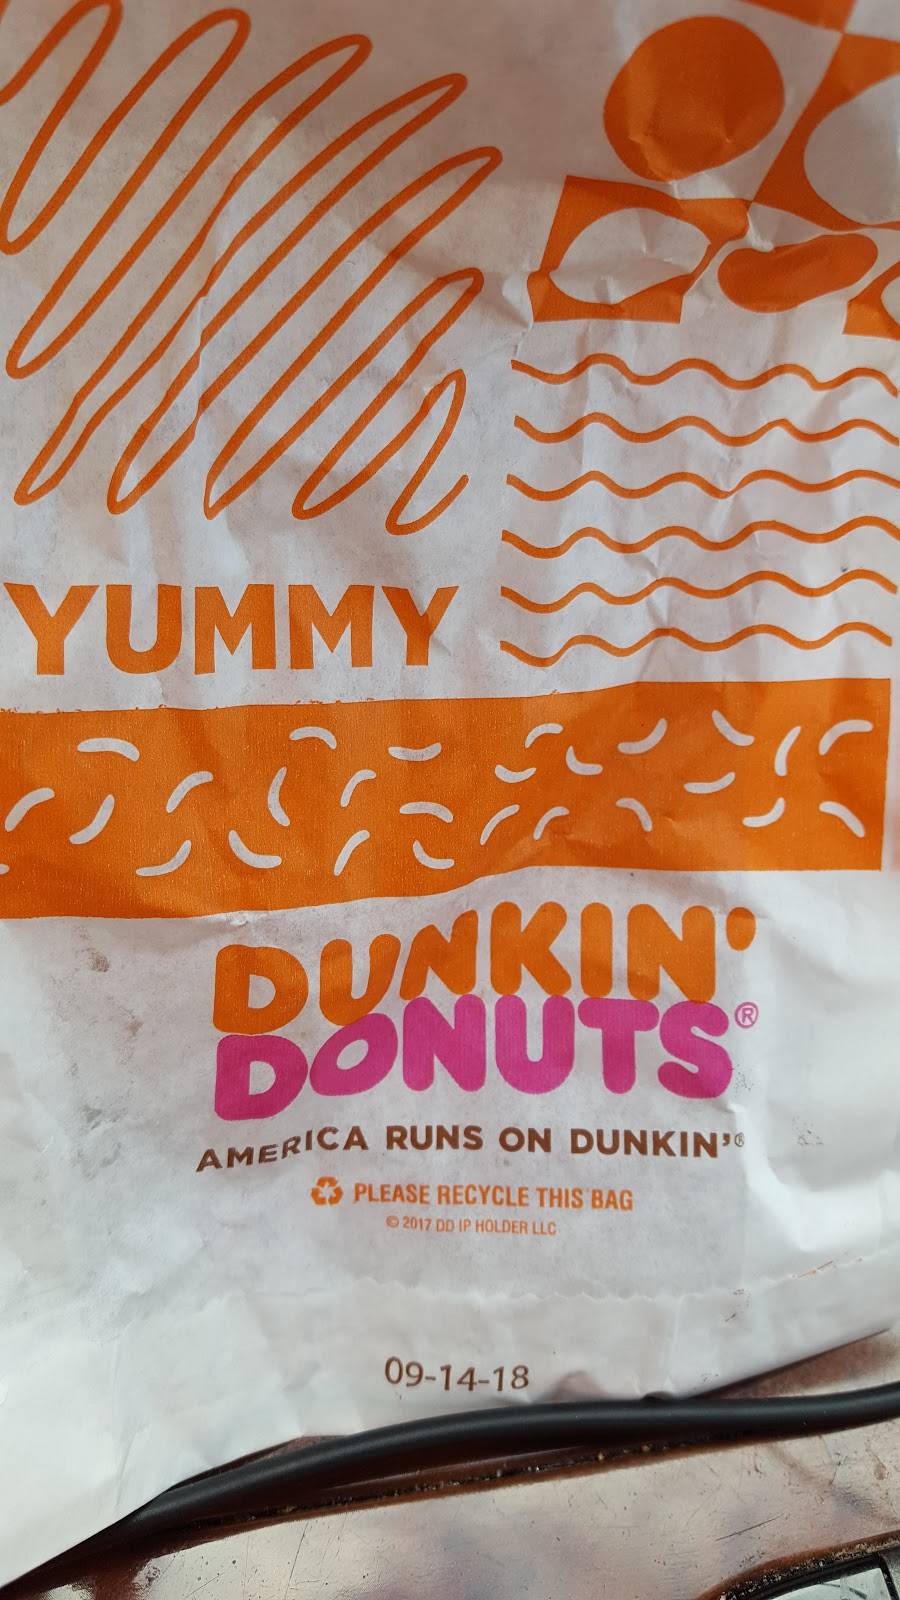 YUMMY
DUNKIN'
DONUTS®
AMERICA RUNS ON DUNKIN'®
PLEASE RECYCLE THIS BAG
© 2017 DD IP HOLDER LLC
09-14-18